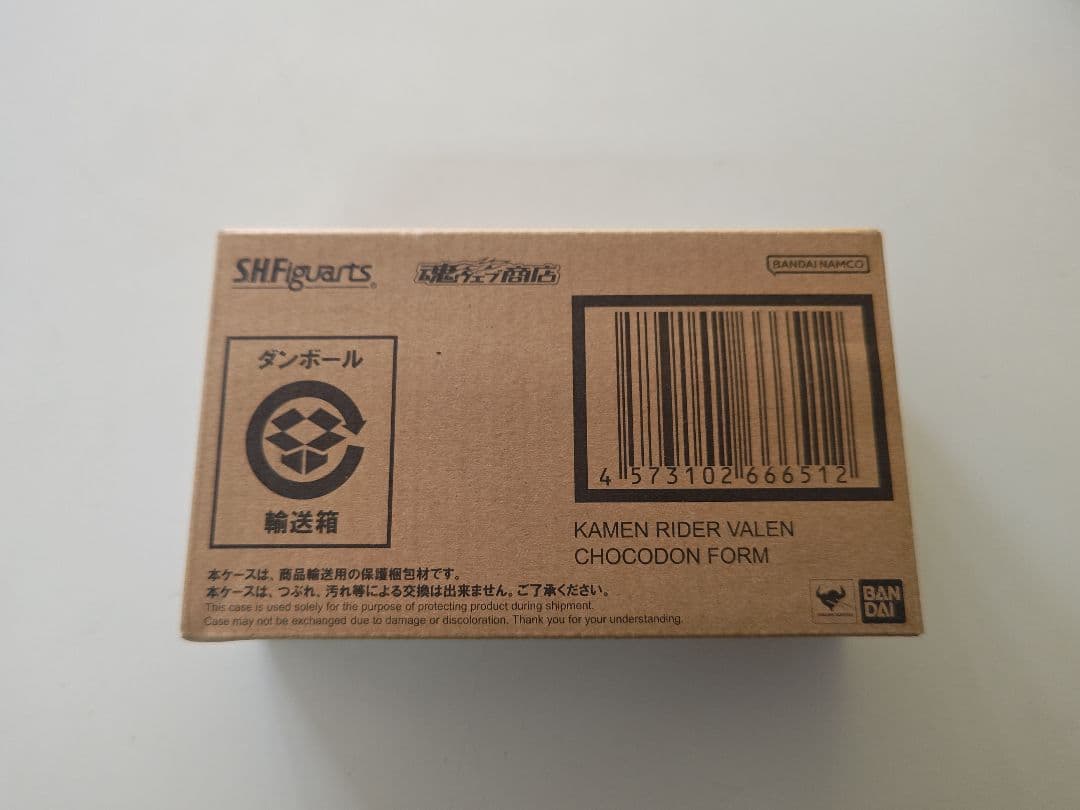 S.H.Figuarts
魂ウェブ商店
BANDAI NAMCO
ダンボール
輸送箱
4 573102 666512
KAMEN RIDER VALEN
CHOCODON FORM
本ケースは、商品輸送用の保護梱包材です。
本ケースは、つぶれ、汚れ等による交換は出来ません。ご了承ください。
This case is used solely for the purpose of protecting product during shipment.
Case may not be exchanged due to damage or discoloration. Thank you for your understanding.
BAN
DAI